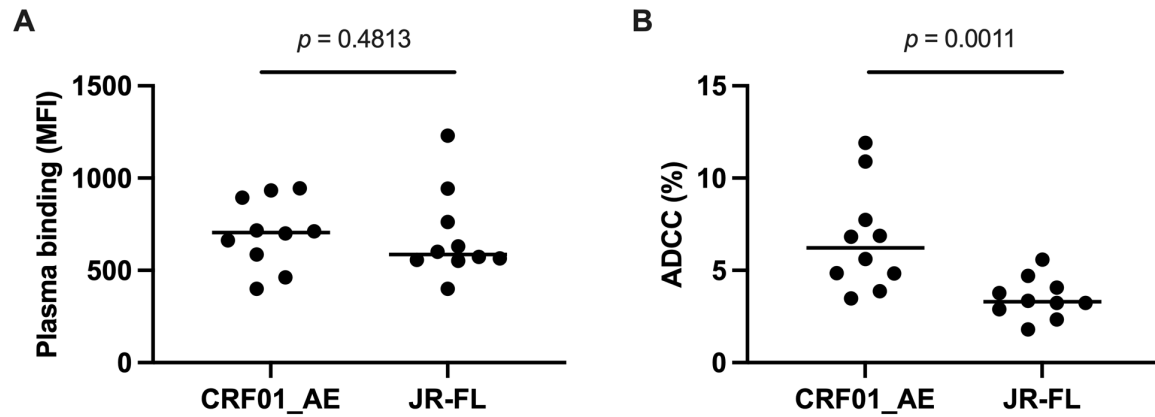 A
p = 0.4813
Plasma binding (MFI)
1500
1000
500
0
CRF01_AE
JR-FL
B
p = 0.0011
ADCC (%)
15
10
5
0
CRF01_AE
JR-FL